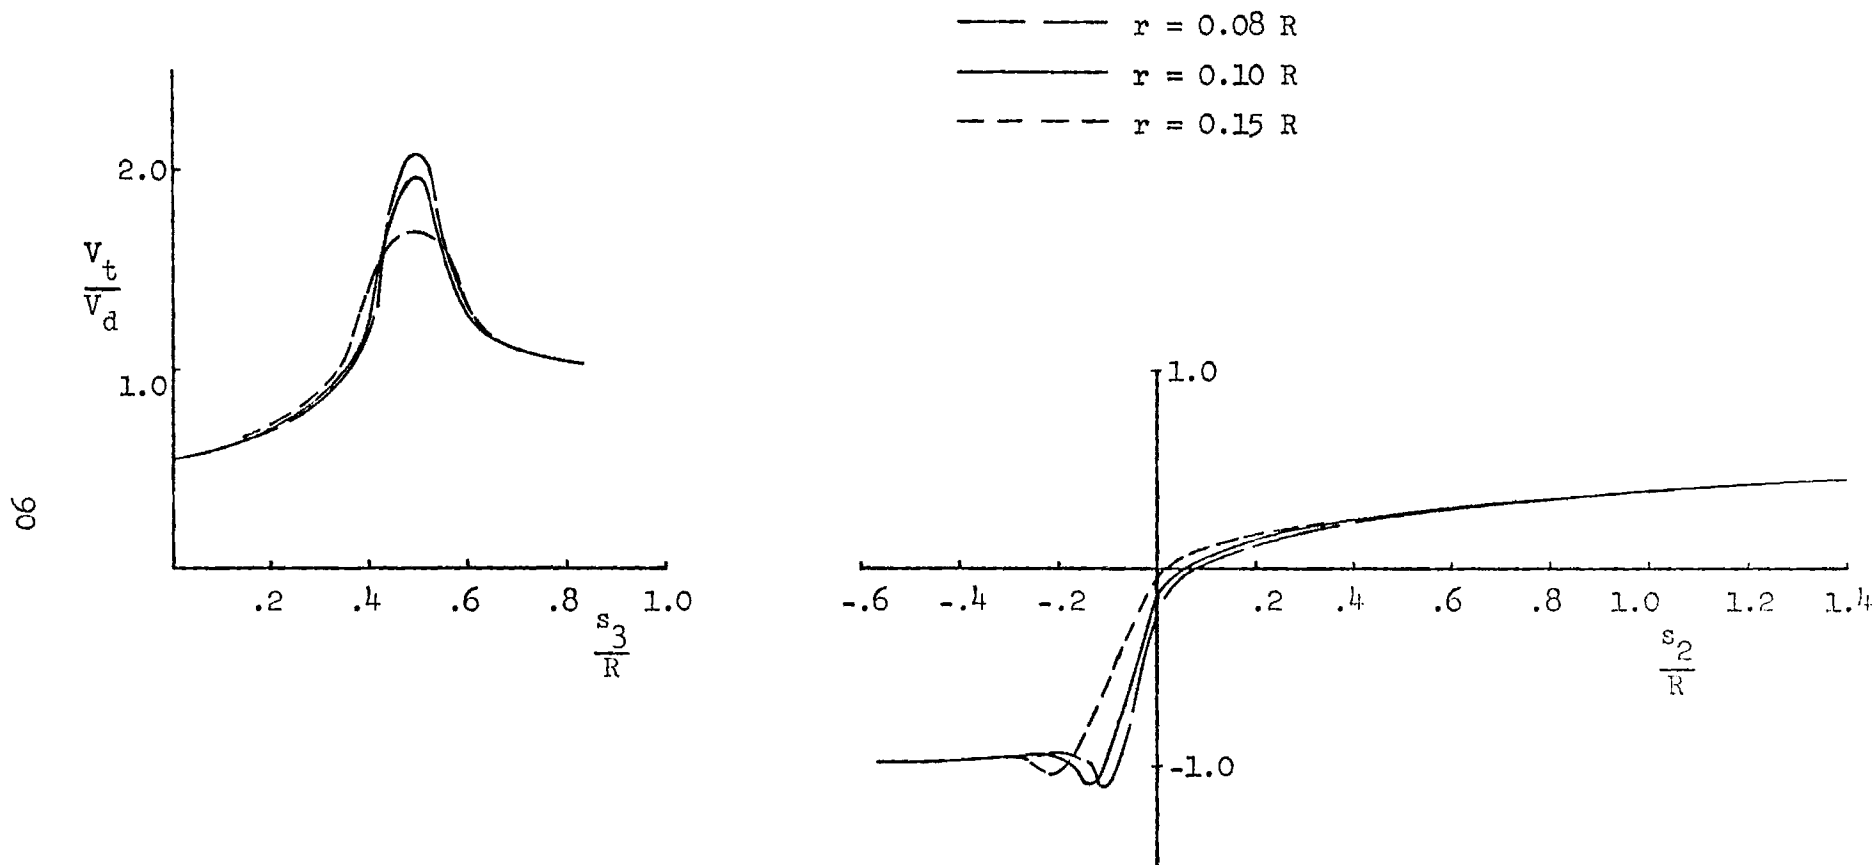 r = 0.08 R
r = 0.10 R
r = 0.15 R
2.0
V_t
V_d
1.0
.2 .4 .6 .8 1.0
s_3
R
1.0
-.6 -.4 -.2 .2 .4 .6 .8 1.0 1.2 1.4
s_2
R
-1.0
90